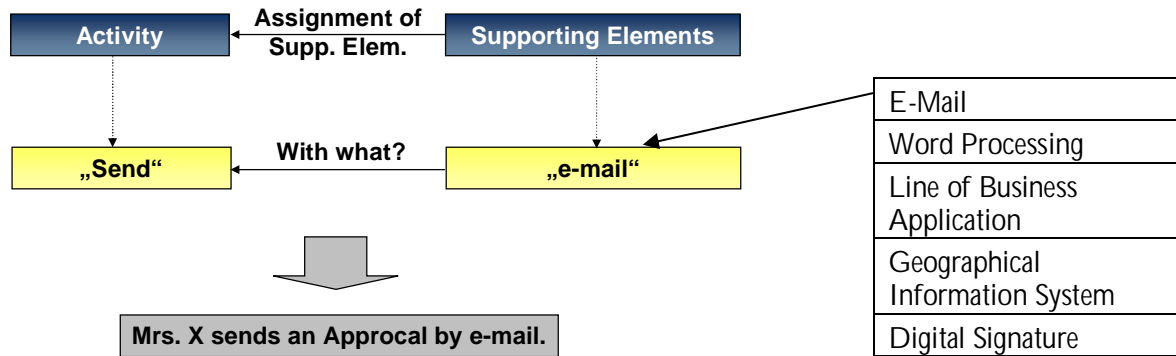 Activity
Assignment of
Supp. Elem.
Supporting Elements
„Send“
With what?
„e-mail“
Mrs. X sends an Approcal by e-mail.
E-Mail
Word Processing
Line of Business
Application
Geographical
Information System
Digital Signature